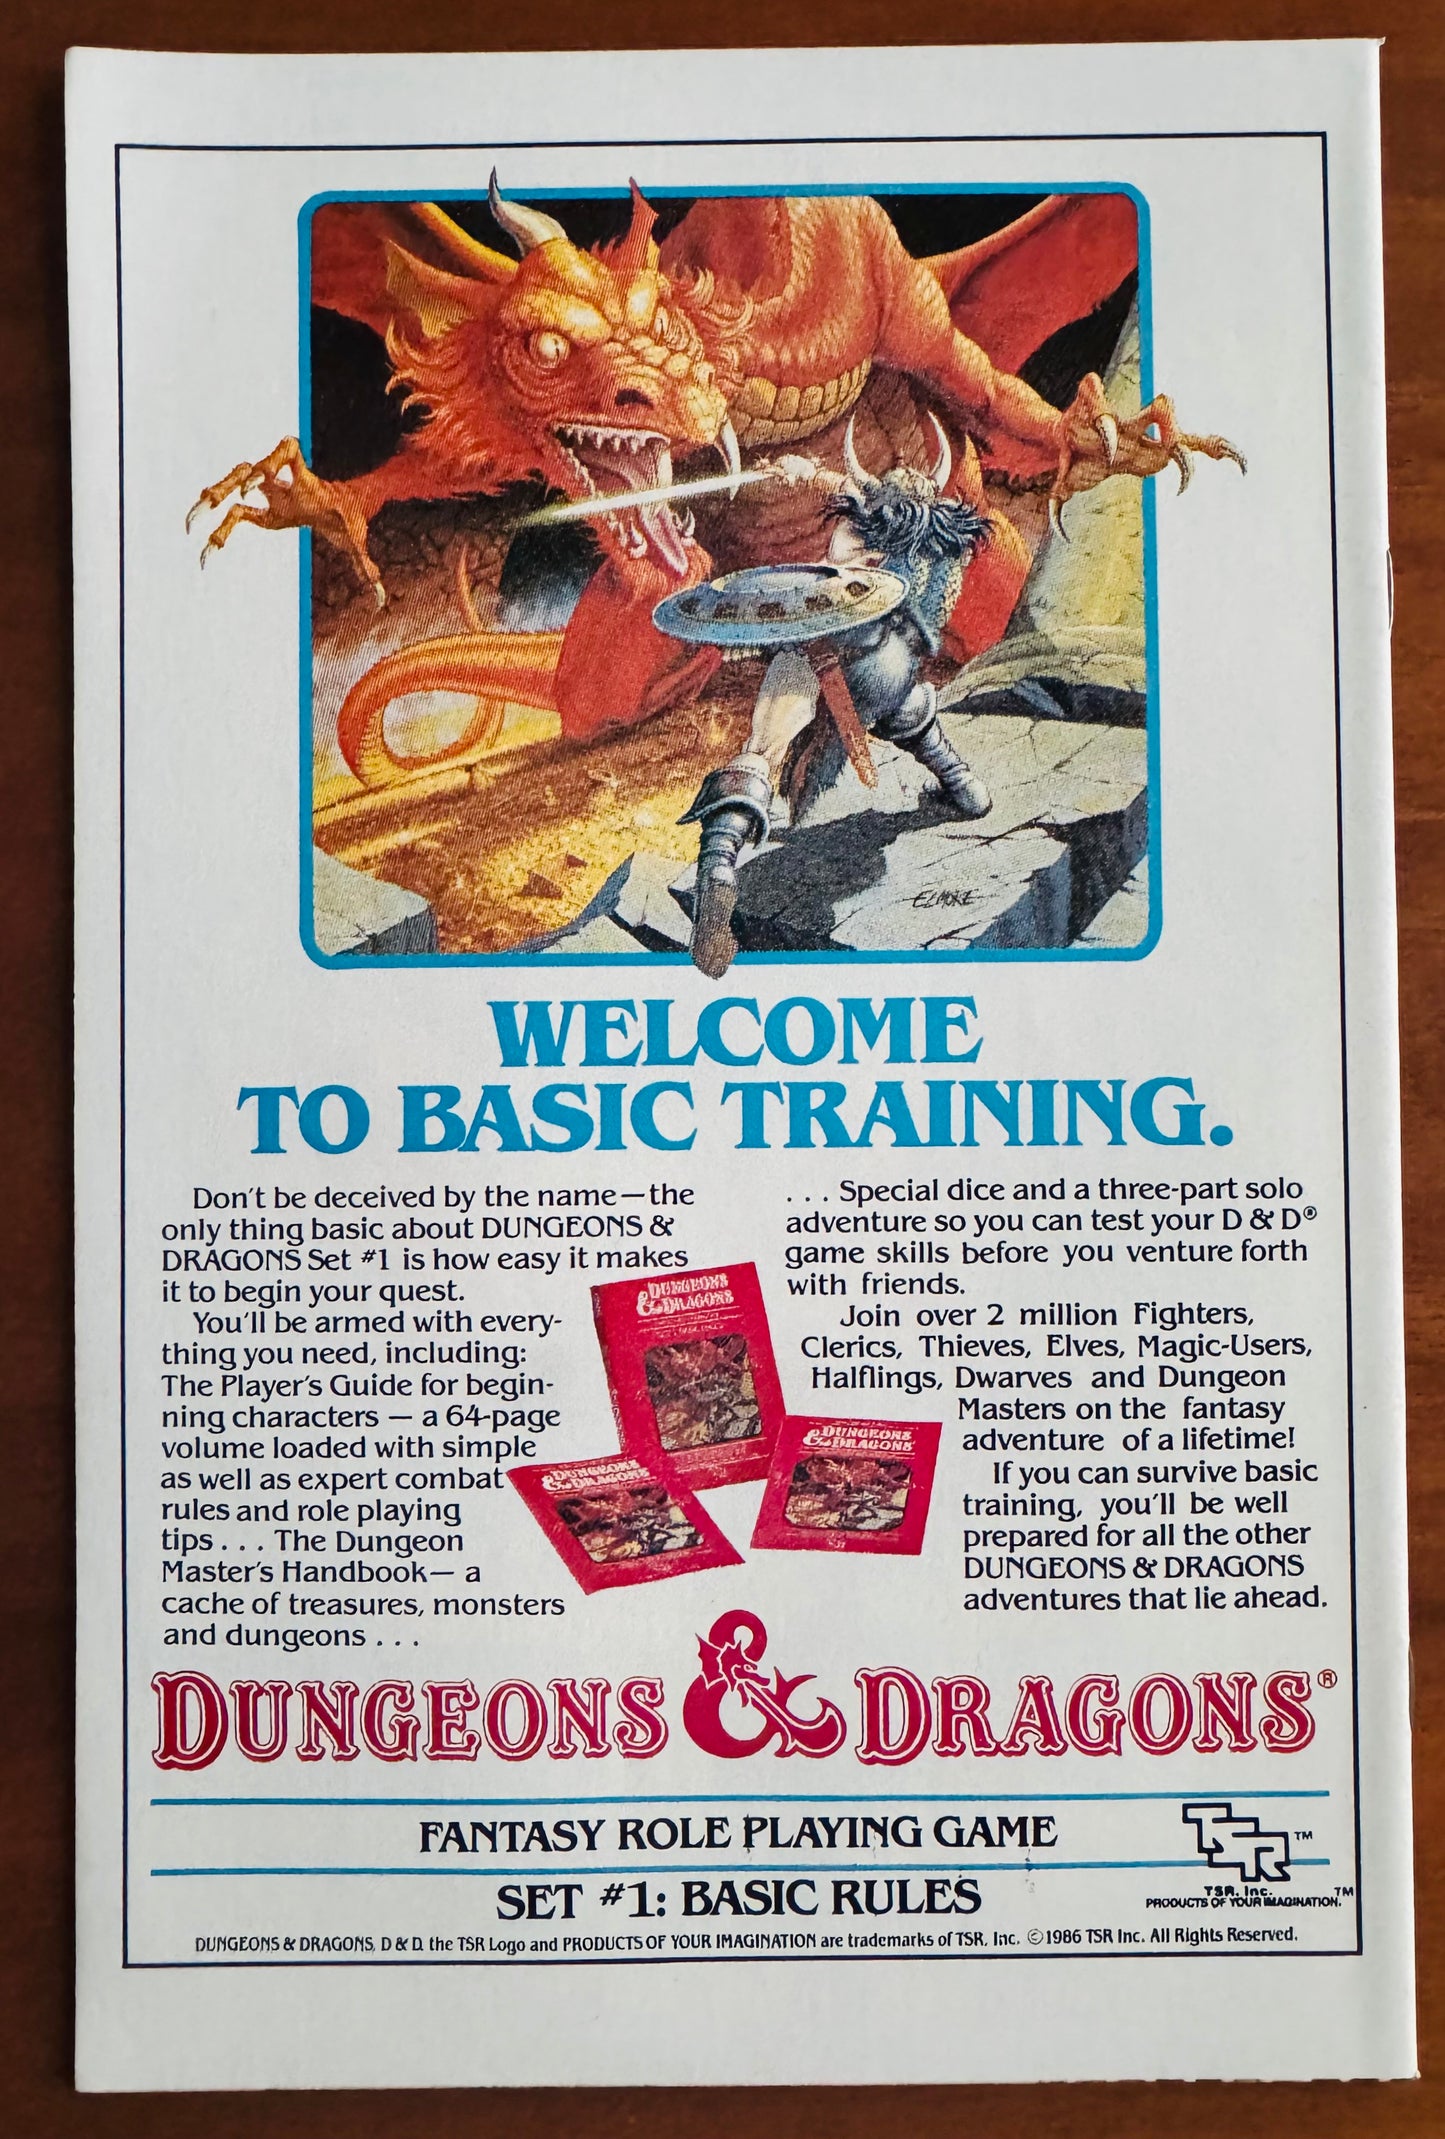 ELMORE
WELCOME
TO BASIC TRAINING.
Don't be deceived by the name—the
only thing basic about DUNGEONS &
DRAGONS Set #1 is how easy it makes
it to begin your quest.
You'll be armed with every-
thing you need, including:
The Player's Guide for begin-
ning characters — a 64-page
volume loaded with simple
as well as expert combat
rules and role playing
tips . . . The Dungeon
Master's Handbook— a
cache of treasures, monsters
and dungeons . . .
. . . Special dice and a three-part solo
adventure so you can test your D & D®
game skills before you venture forth
with friends.
Join over 2 million Fighters,
Clerics, Thieves, Elves, Magic-Users,
Halflings, Dwarves and Dungeon
Masters on the fantasy
adventure of a lifetime!
If you can survive basic
training, you'll be well
prepared for all the other
DUNGEONS & DRAGONS
adventures that lie ahead.
DUNGEONS
& DRAGONS
DUNGEONS
& DRAGONS
DUNGEONS
& DRAGONS
DUNGEONS & DRAGONS®
FANTASY ROLE PLAYING GAME
TSR™
SET #1: BASIC RULES
TSR, Inc.
PRODUCTS OF YOUR IMAGINATION.™
DUNGEONS & DRAGONS, D & D, the TSR Logo and PRODUCTS OF YOUR IMAGINATION are trademarks of TSR, Inc. ©1986 TSR Inc. All Rights Reserved.